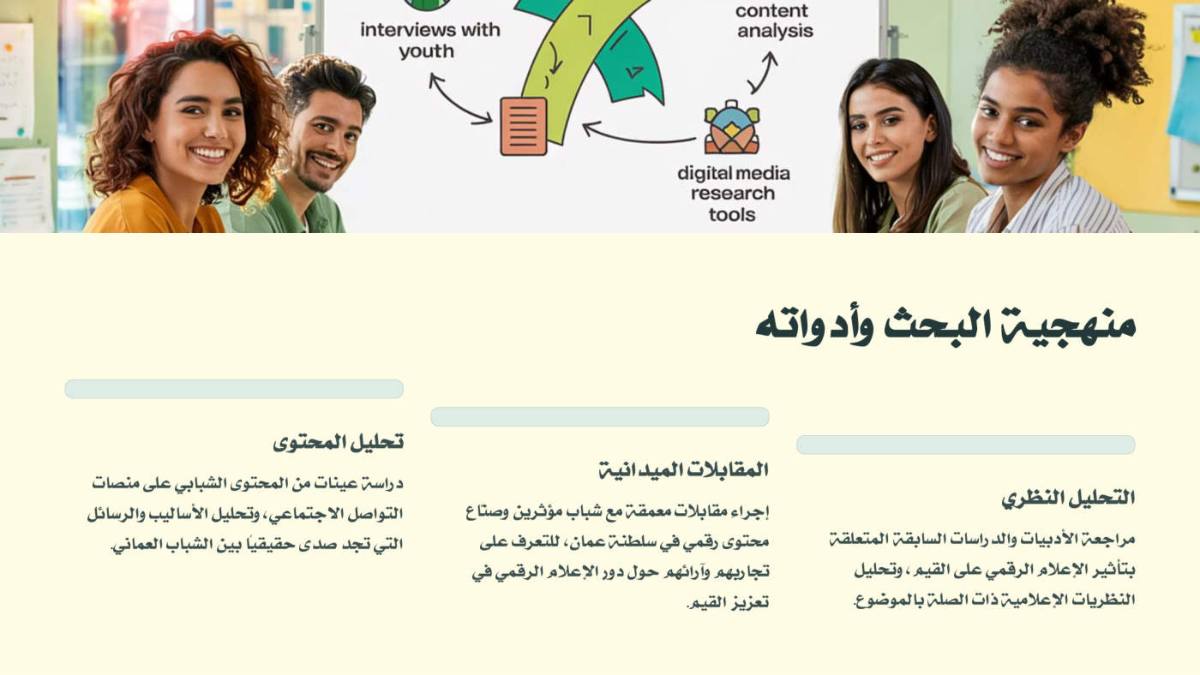 interviews with
youth
content
analysis
digital media
research
tools
منهجية البحث وأدواته
التحليل النظري
مراجعة الأدبيات والدراسات السابقة المتعلقة
بتأثير الإعلام الرقمي على القيم، وتحليل
النظريات الإعلامية ذات الصلة بالموضوع.
المقابلات الميدانية
إجراء مقابلات معمقة مع شباب مؤثرين وصناع
محتوى رقمي في سلطنة عمان، للتعرف على
تجاربهم وآرائهم حول دور الإعلام الرقمي في
تعزيز القيم.
تحليل المحتوى
دراسة عينات من المحتوى الشبابي على منصات
التواصل الاجتماعي، وتحليل الأساليب والرسائل
التي تجد صدى حقيقيًا بين الشباب العماني.